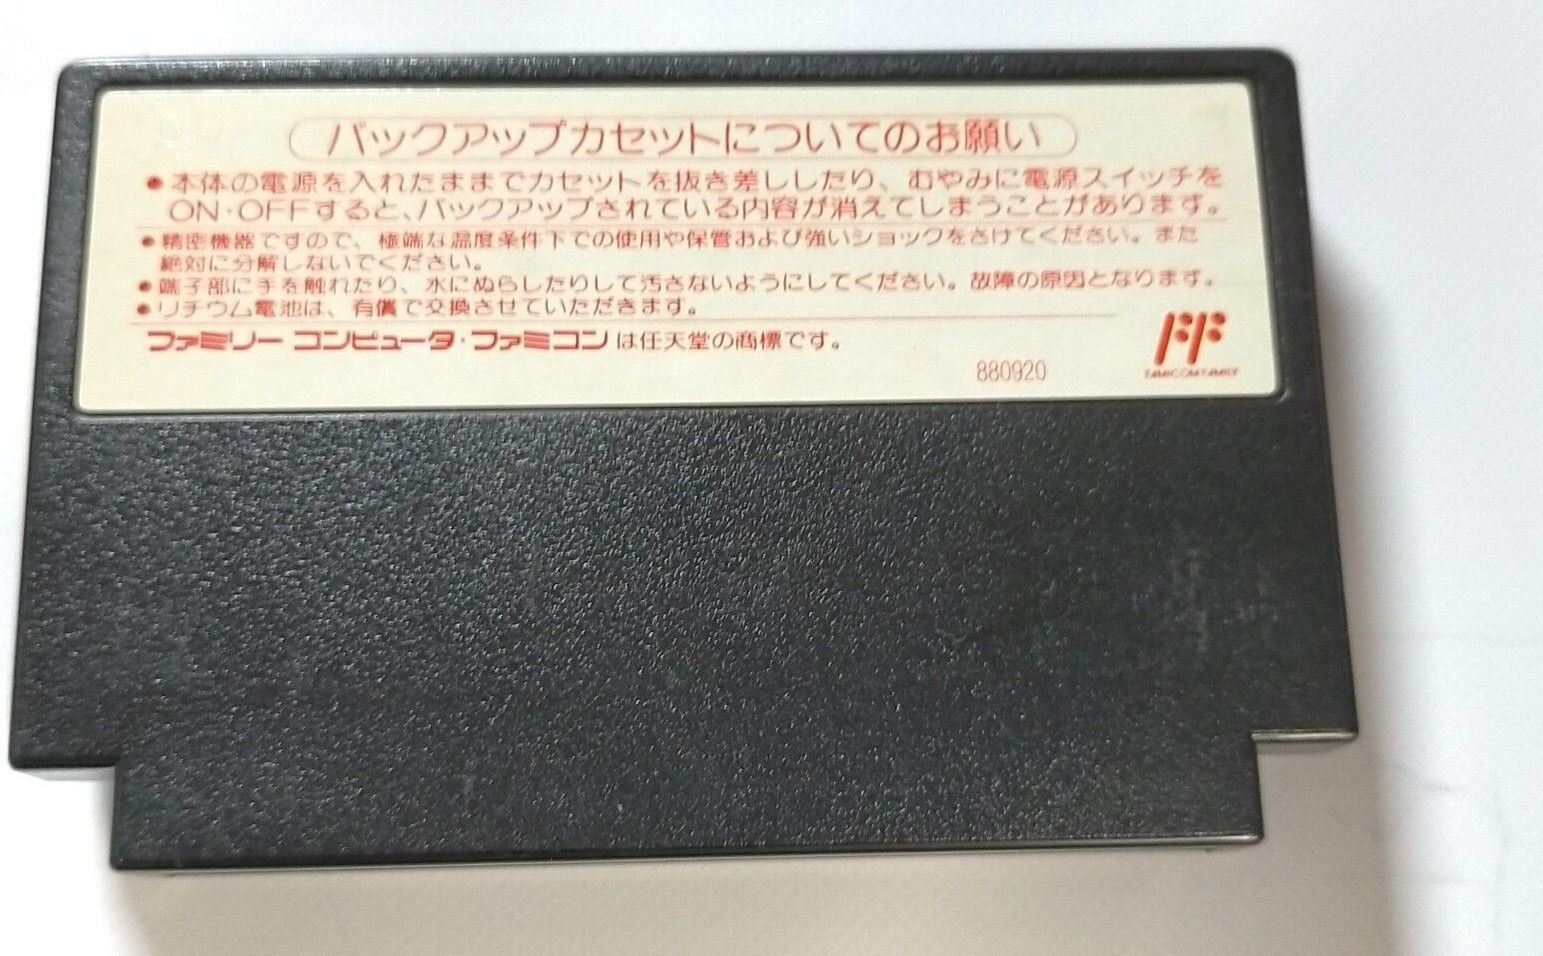 バックアップカセットについてのお願い
●本体の電源を入れたままでカセットを抜き差ししたり、むやみに電源スイッチを
ON・OFFすると、バックアップされている内容が消えてしまうことがあります。
●精密機器ですので、極端な温度条件下での使用や保管および強いショックをさけてください。また
絶対に分解しないでください。
●端子部に手を触れたり、水にぬらしたりして汚さないようにしてください。故障の原因となります。
●リチウム電池は、有償で交換させていただきます。
ファミリーコンピュータ・ファミコンは任天堂の商標です。
880920
FF
FAMICOM FAMILY